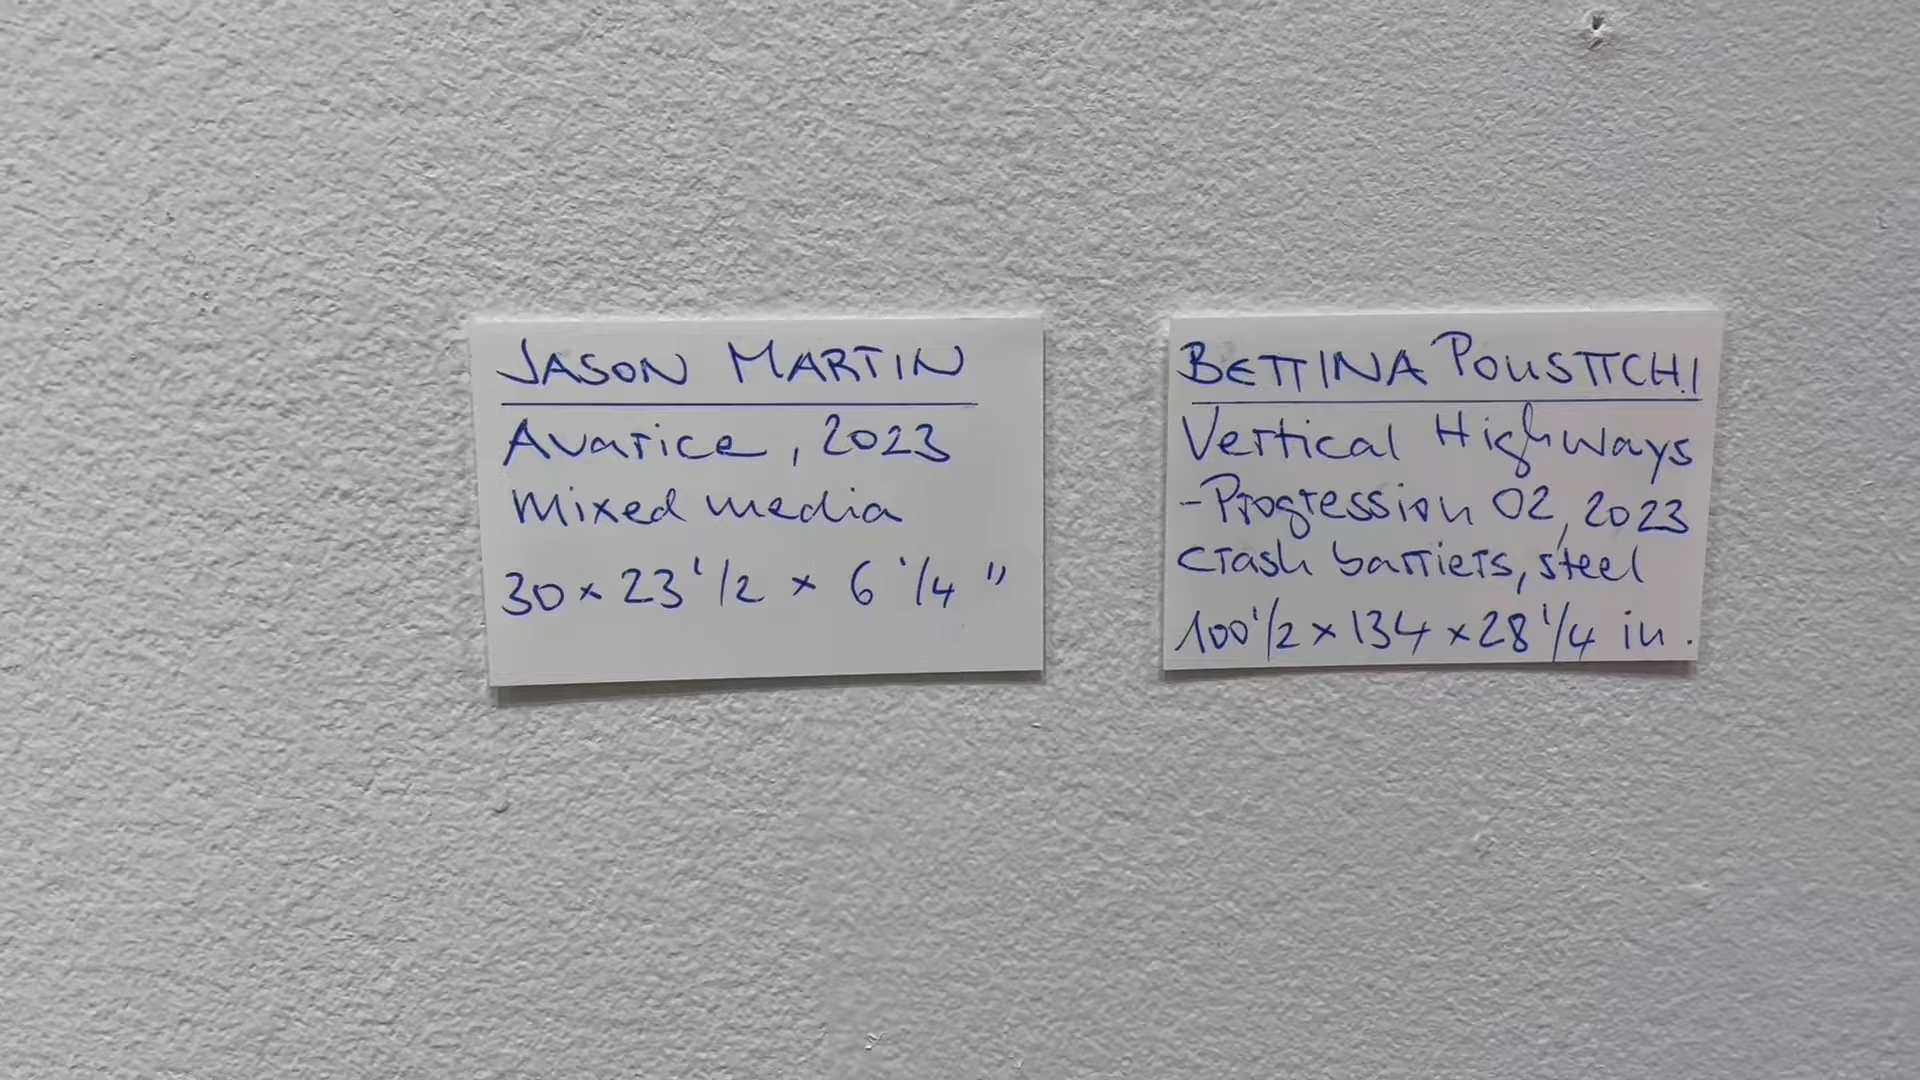 JASON MARTIN
Avarice, 2023
Mixed media
30 x 23 1/2 x 6 1/4 "
BETTINA POUSTTCHI
Vertical Highways
-Progression 02, 2023
crash barriers, steel
100 1/2 x 134 x 28 1/4 in.